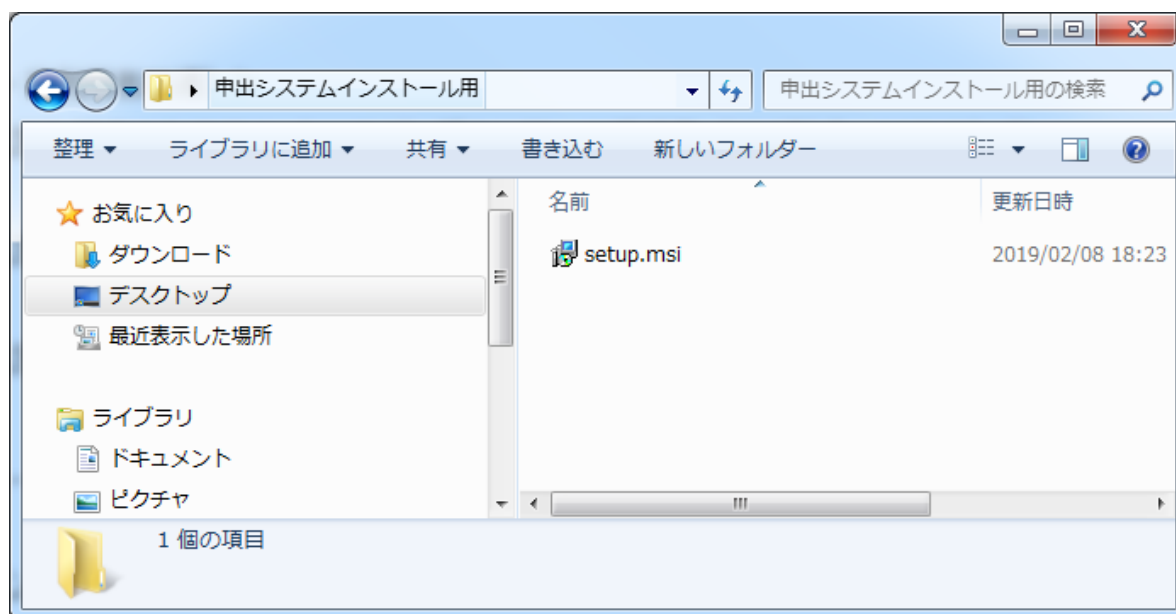 申出システムインストール用
申出システムインストール用の検索
整理 ライブラリに追加 共有 書き込む 新しいフォルダー
お気に入り
ダウンロード
デスクトップ
最近表示した場所
ライブラリ
ドキュメント
ピクチャ
名前 更新日時
setup.msi 2019/02/08 18:23
1 個の項目